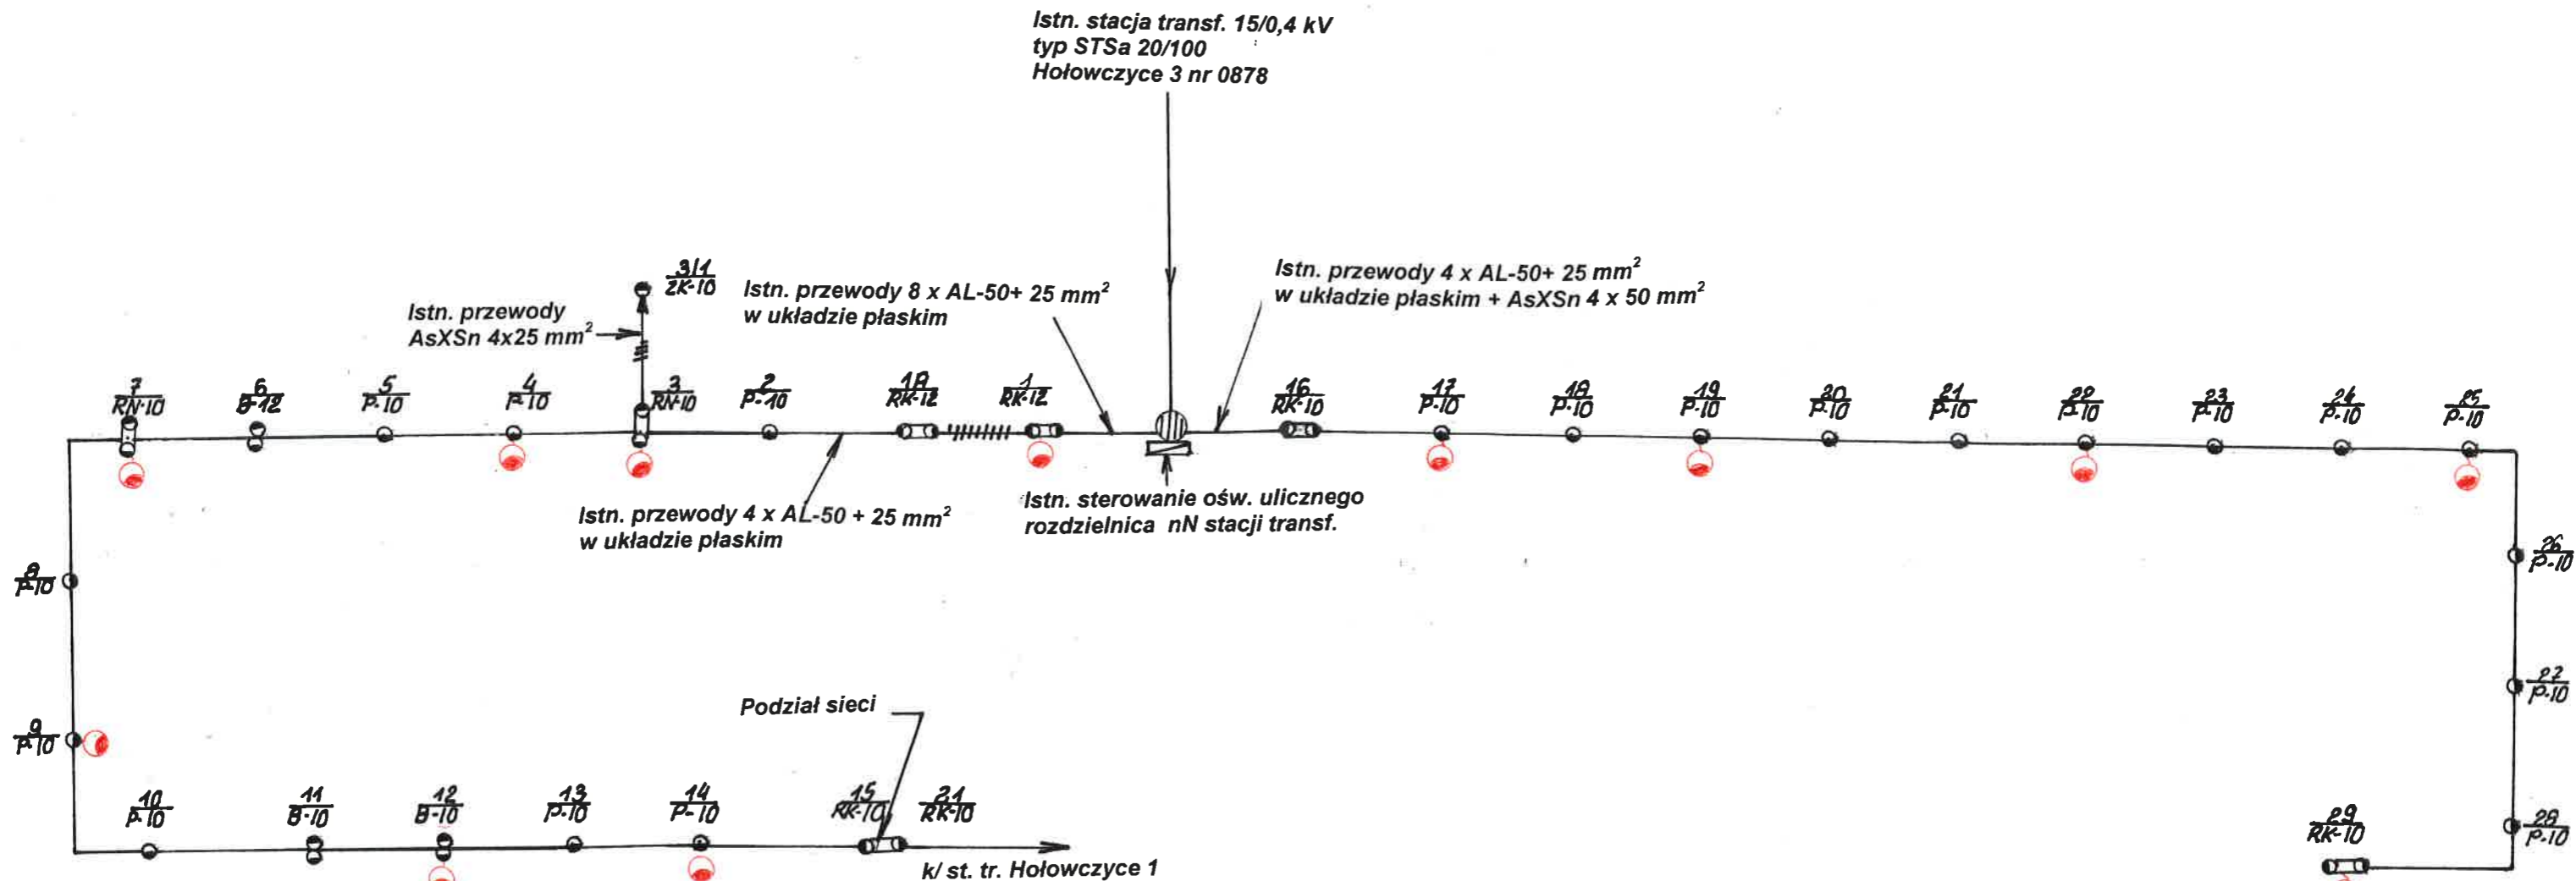 Istn. stacja transf. 15/0,4 kV
typ STSa 20/100
Hołowczyce 3 nr 0878
3/1
ZK-10
Istn. przewody
AsXSn 4x25 mm²
Istn. przewody 8 x AL-50+ 25 mm²
w układzie płaskim
Istn. przewody 4 x AL-50+ 25 mm²
w układzie płaskim + AsXSn 4 x 50 mm²
7
RN-10
6
B-12
5
P-10
4
P-10
3
RN-10
2
P-10
1A
RK-12
1
RK-12
16
RK-10
17
P-10
18
P-10
19
P-10
20
P-10
21
P-10
22
P-10
23
P-10
24
P-10
25
P-10
Istn. przewody 4 x AL-50 + 25 mm²
w układzie płaskim
Istn. sterowanie ośw. ulicznego
rozdzielnica nN stacji transf.
8
P-10
26
P-10
27
P-10
9
P-10
Podział sieci
10
P-10
11
B-10
12
B-10
13
P-10
14
P-10
15
RK-10
21
RK-10
k/ st. tr. Hołowczyce 1
29
RK-10
28
P-10